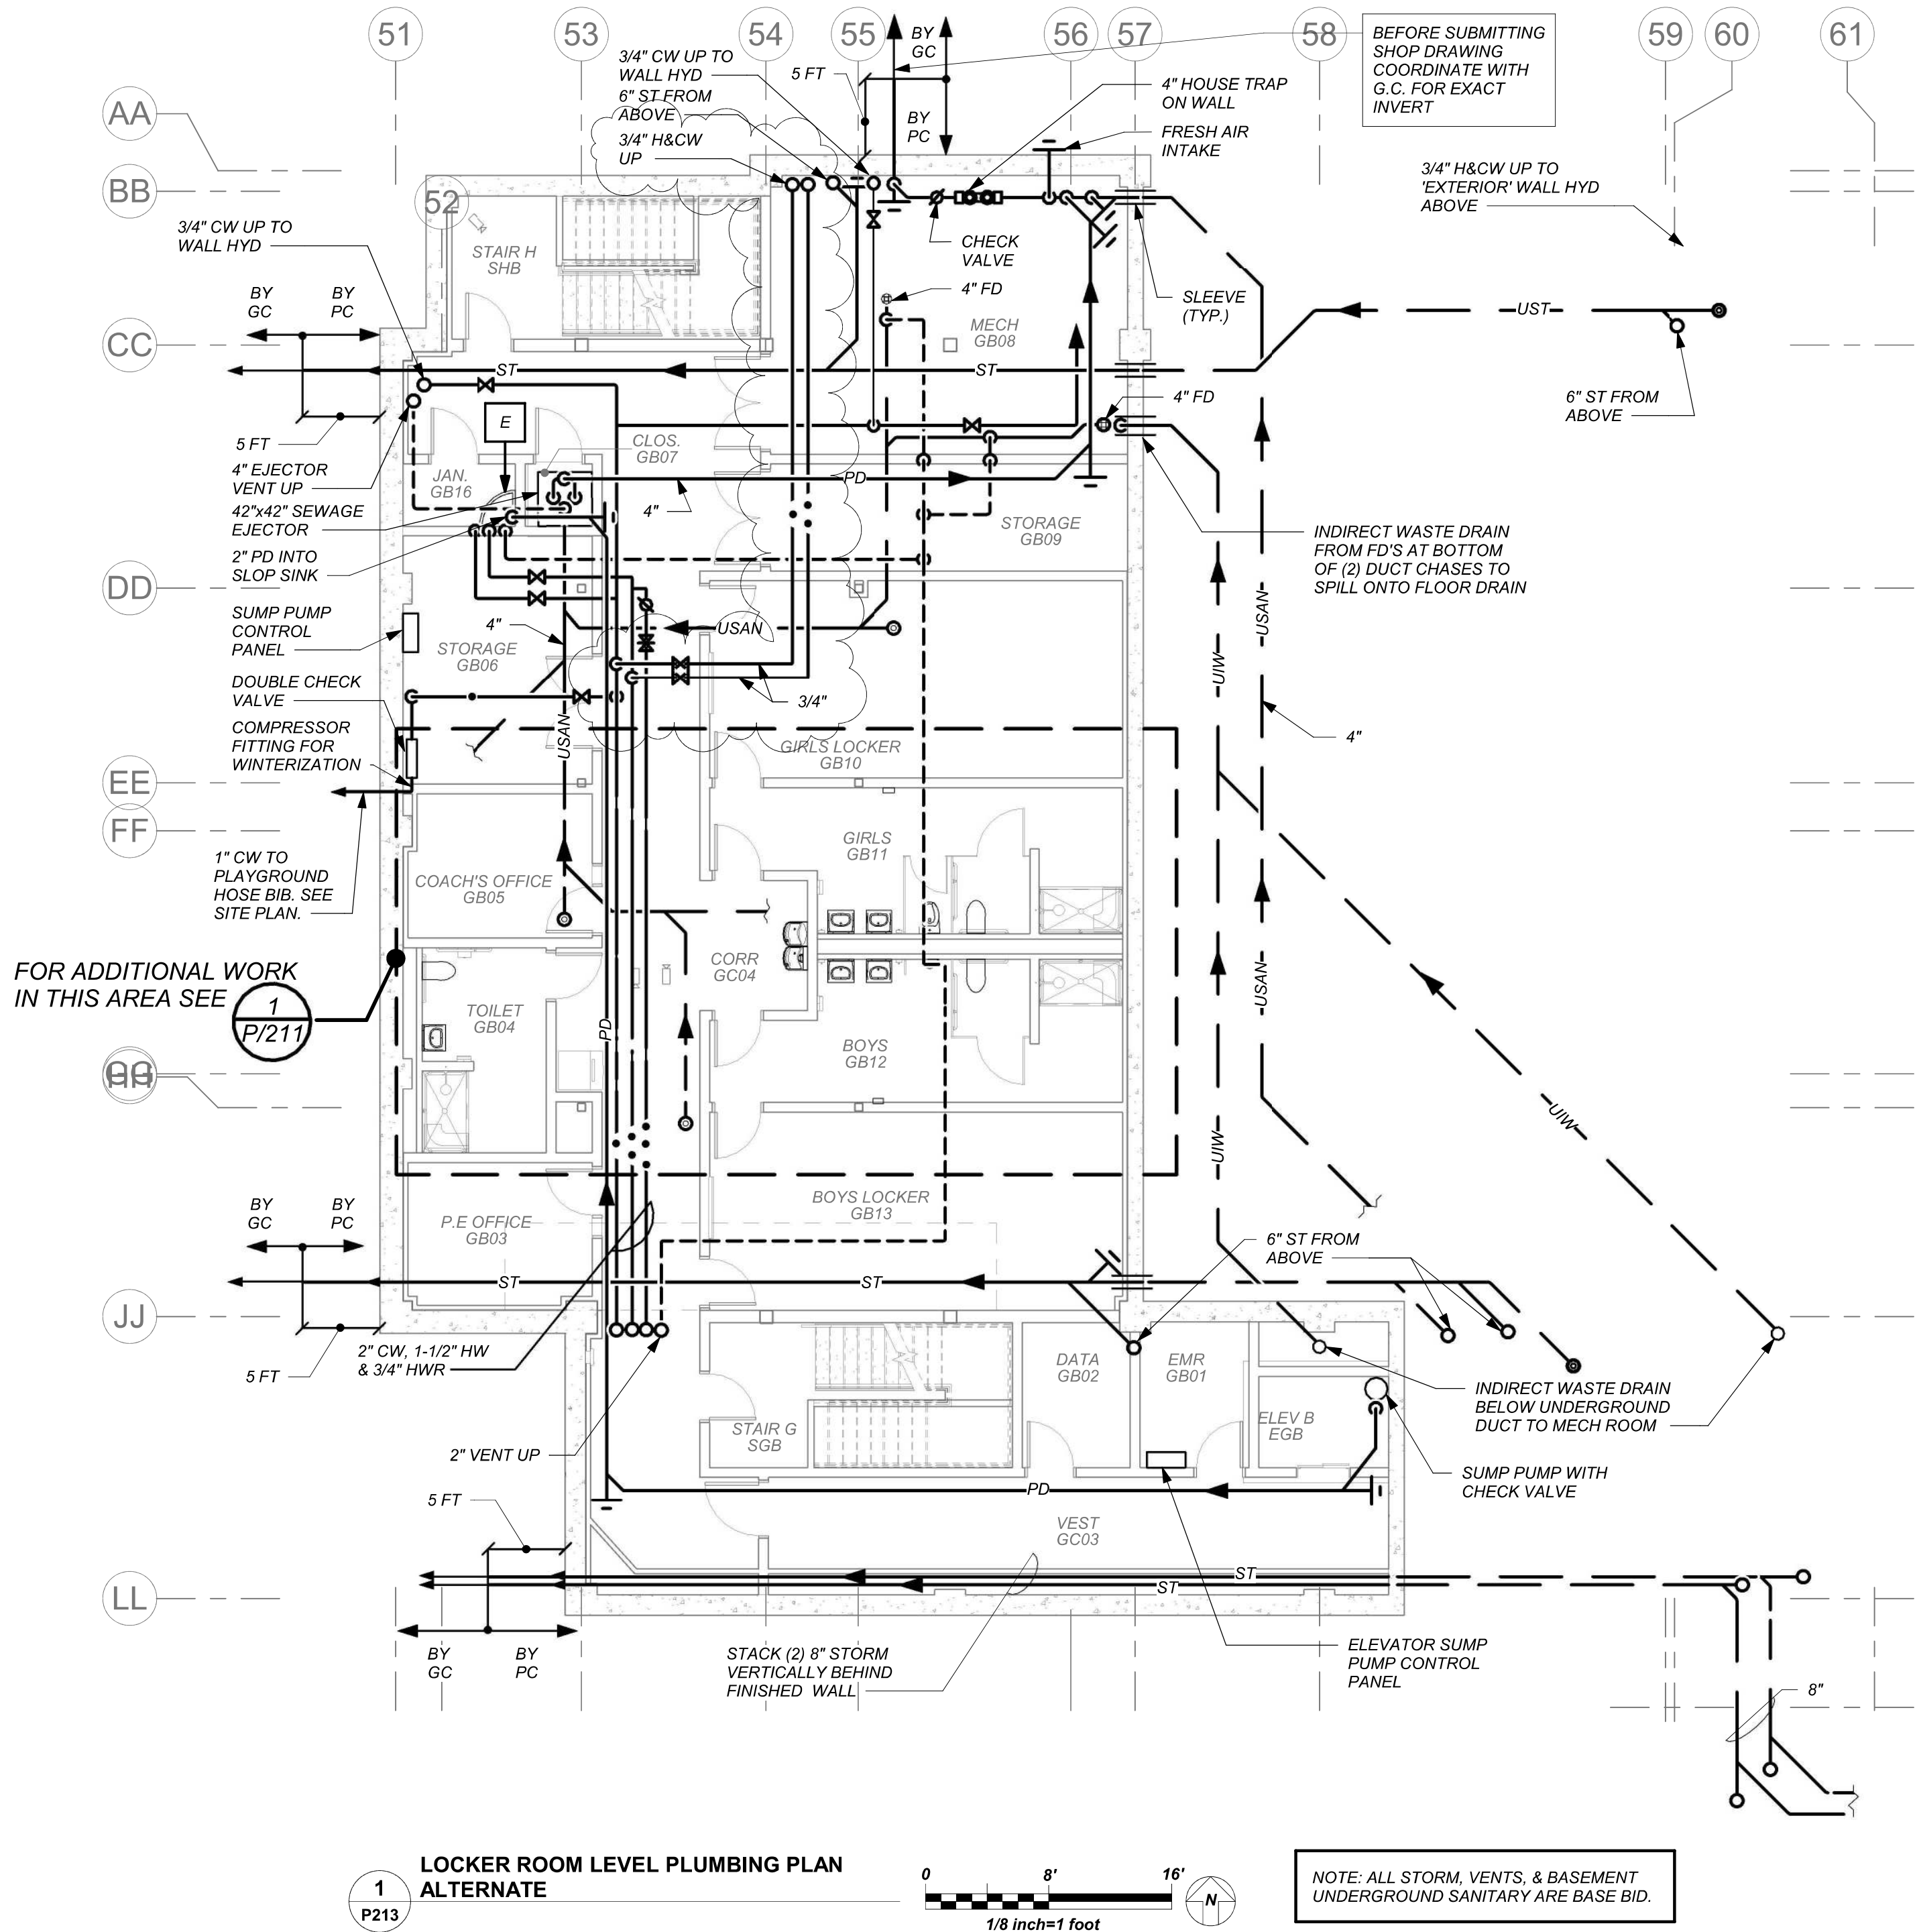 51
53
54
55
56
57
58
59
60
61
52
AA
BB
CC
DD
EE
FF
GG
HH
JJ
LL
3/4" CW UP TO
WALL HYD
6" ST FROM
ABOVE
3/4" H&CW
UP
5 FT
BY
GC
BY
PC
4" HOUSE TRAP
ON WALL
FRESH AIR
INTAKE
BEFORE SUBMITTING
SHOP DRAWING
COORDINATE WITH
G.C. FOR EXACT
INVERT
3/4" H&CW UP TO
'EXTERIOR' WALL HYD
ABOVE
3/4" CW UP TO
WALL HYD
STAIR H
SHB
CHECK
VALVE
4" FD
SLEEVE
(TYP.)
MECH
GB08
UST
BY
GC
BY
PC
ST
ST
6" ST FROM
ABOVE
4" FD
5 FT
E
CLOS.
GB07
4" EJECTOR
VENT UP
JAN.
GB16
PD
42"x42" SEWAGE
EJECTOR
4"
STORAGE
GB09
INDIRECT WASTE DRAIN
FROM FD'S AT BOTTOM
OF (2) DUCT CHASES TO
SPILL ONTO FLOOR DRAIN
2" PD INTO
SLOP SINK
SUMP PUMP
CONTROL
PANEL
4"
USAN
USAN
STORAGE
GB06
UIW
DOUBLE CHECK
VALVE
3/4"
COMPRESSOR
FITTING FOR
WINTERIZATION
USAN
GIRLS LOCKER
GB10
4"
1" CW TO
PLAYGROUND
HOSE BIB. SEE
SITE PLAN.
GIRLS
GB11
COACH'S OFFICE
GB05
FOR ADDITIONAL WORK
IN THIS AREA SEE
1
P/211
CORR
GC04
USAN
TOILET
GB04
PD
BOYS
GB12
UIW
UIW
BY
GC
BY
PC
BOYS LOCKER
GB13
P.E OFFICE
GB03
6" ST FROM
ABOVE
ST
ST
5 FT
2" CW, 1-1/2" HW
& 3/4" HWR
DATA
GB02
EMR
GB01
INDIRECT WASTE DRAIN
BELOW UNDERGROUND
DUCT TO MECH ROOM
STAIR G
SGB
ELEV B
EGB
2" VENT UP
SUMP PUMP WITH
CHECK VALVE
PD
5 FT
VEST
GC03
ST
ST
BY
GC
BY
PC
STACK (2) 8" STORM
VERTICALLY BEHIND
FINISHED WALL
ELEVATOR SUMP
PUMP CONTROL
PANEL
8"
1
P213
LOCKER ROOM LEVEL PLUMBING PLAN
ALTERNATE
0
8'
16'
1/8 inch=1 foot
N
NOTE: ALL STORM, VENTS, & BASEMENT
UNDERGROUND SANITARY ARE BASE BID.